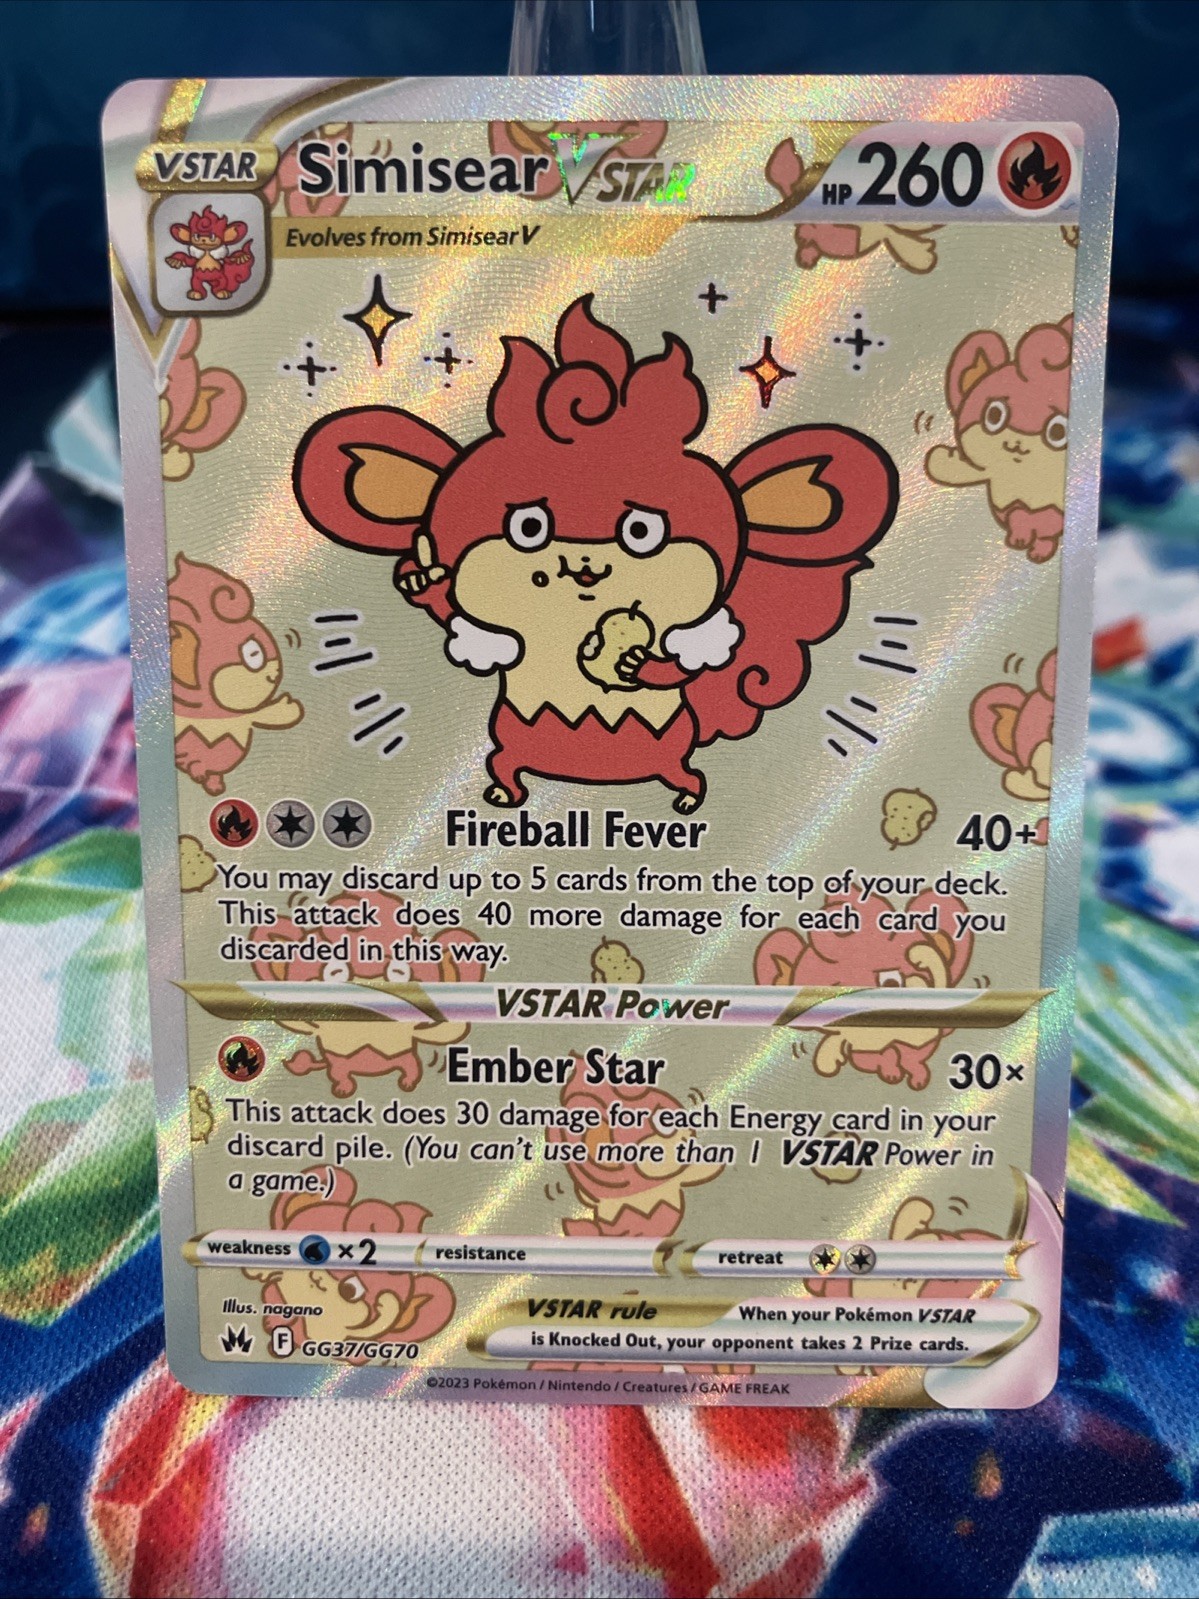 VSTAR Simisear VSTAR HP 260
Evolves from Simisear V
Fireball Fever 40+
You may discard up to 5 cards from the top of your deck.
This attack does 40 more damage for each card you
discarded in this way.
VSTAR Power
Ember Star 30×
This attack does 30 damage for each Energy card in your
discard pile. (You can't use more than 1 VSTAR Power in
a game.)
weakness ×2 resistance retreat
Illus. nagano
VSTAR rule When your Pokémon VSTAR
is Knocked Out, your opponent takes 2 Prize cards.
F GG37/GG70
©2023 Pokémon / Nintendo / Creatures / GAME FREAK